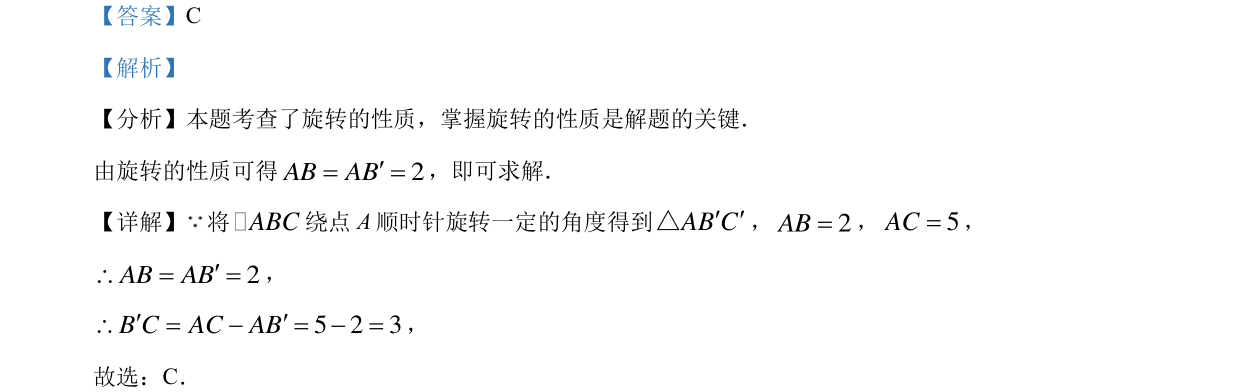 【答案】C
【解析】
【分析】本题考查了旋转的性质，掌握旋转的性质是解题的关键．
由旋转的性质可得 AB = AB′ = 2，即可求解．
【详解】∵将□ABC 绕点 A 顺时针旋转一定的角度得到△AB′C′， AB = 2， AC = 5，
∴ AB = AB′ = 2，
∴ B′C = AC − AB′ = 5 − 2 = 3，
故选：C．